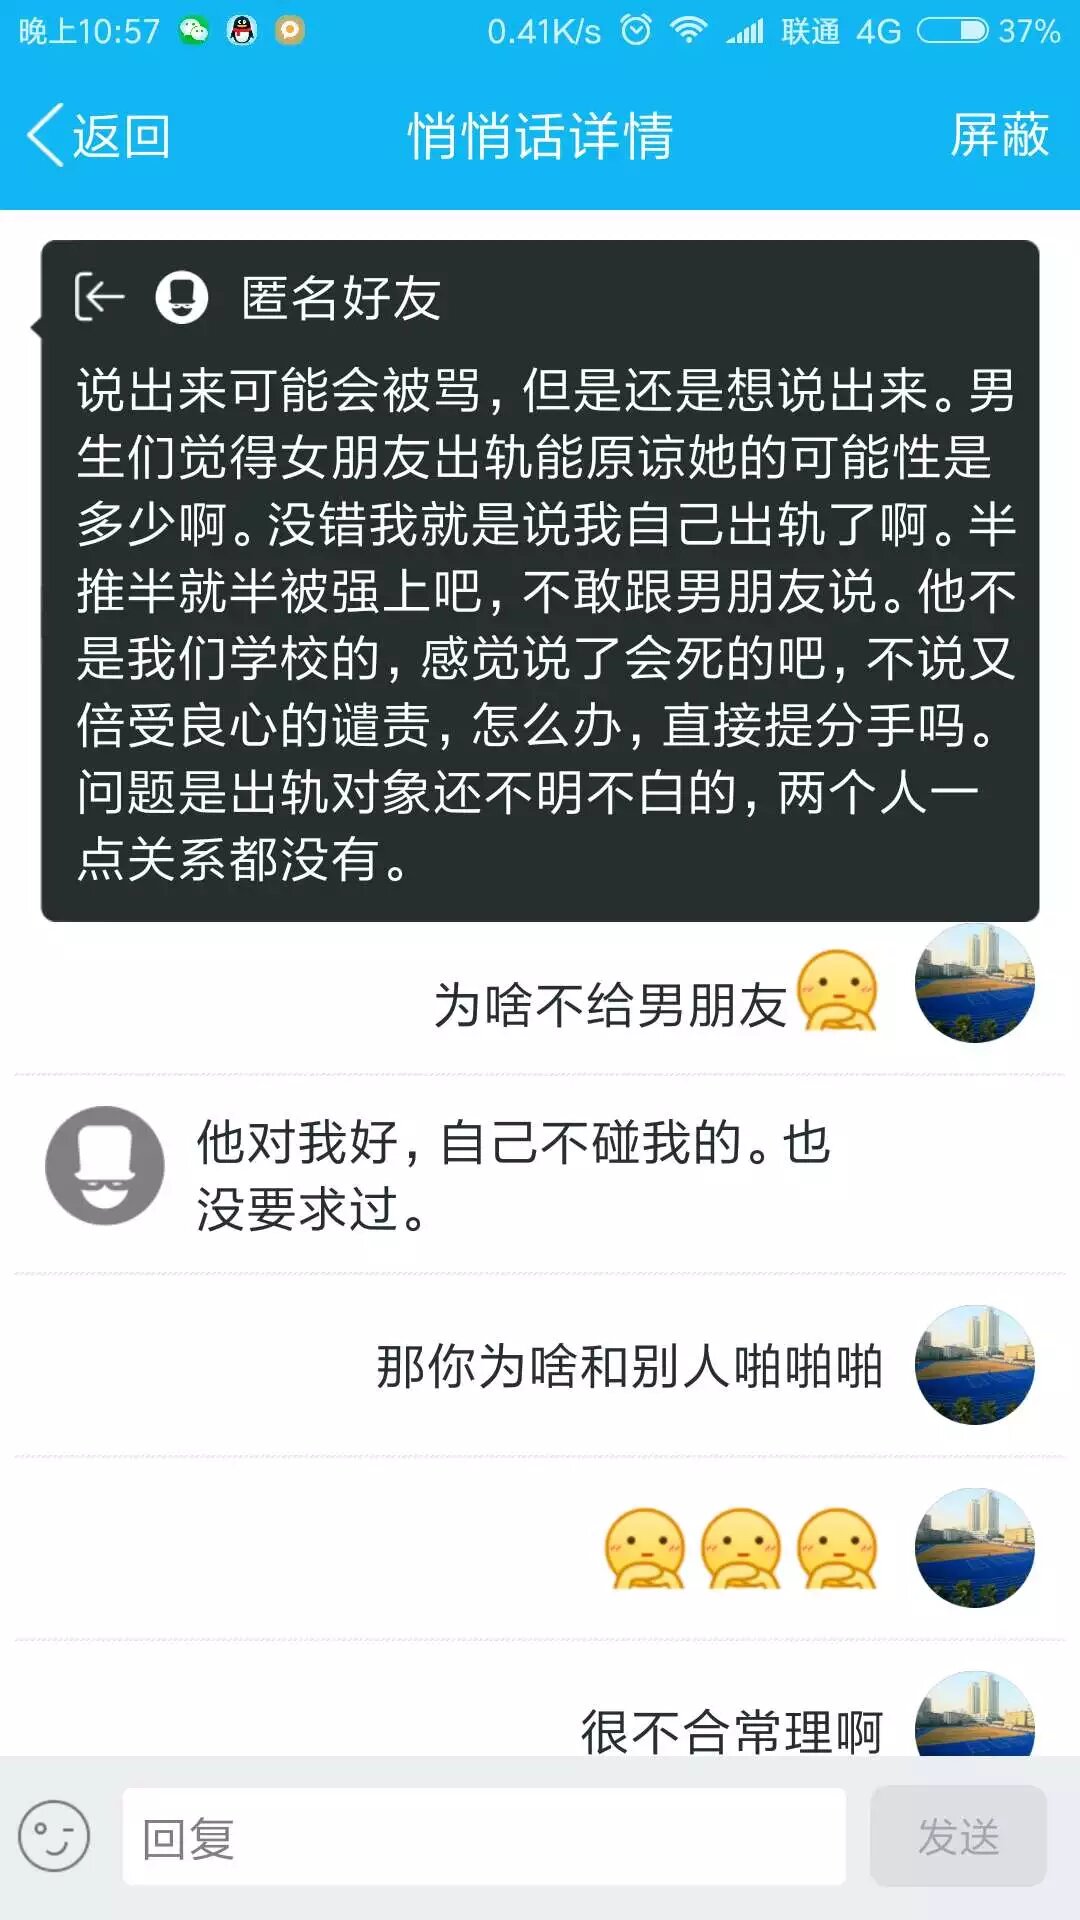 晚上10:57 0.41K/s 联通 4G 37%
返回 悄悄话详情 屏蔽
匿名好友
说出来可能会被骂，但是还是想说出来。男
生们觉得女朋友出轨能原谅她的可能性是
多少啊。没错我就是说我自己出轨了啊。半
推半就半被强上吧，不敢跟男朋友说。他不
是我们学校的，感觉说了会死的吧，不说又
倍受良心的谴责，怎么办，直接提分手吗。
问题是出轨对象还不明不白的，两个人一
点关系都没有。
为啥不给男朋友
他对我好，自己不碰我的。也
没要求过。
那你为啥和别人啪啪啪
很不合常理啊
回复 发送